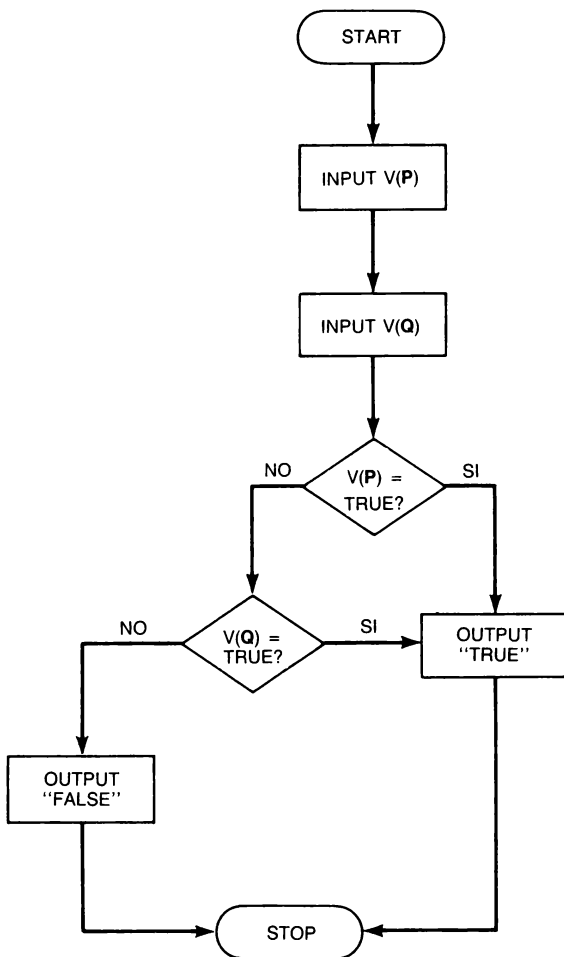 START
INPUT V(P)
INPUT V(Q)
NO
V(P) =
TRUE?
SI
NO
V(Q) =
TRUE?
SI
OUTPUT
"TRUE"
OUTPUT
"FALSE"
STOP